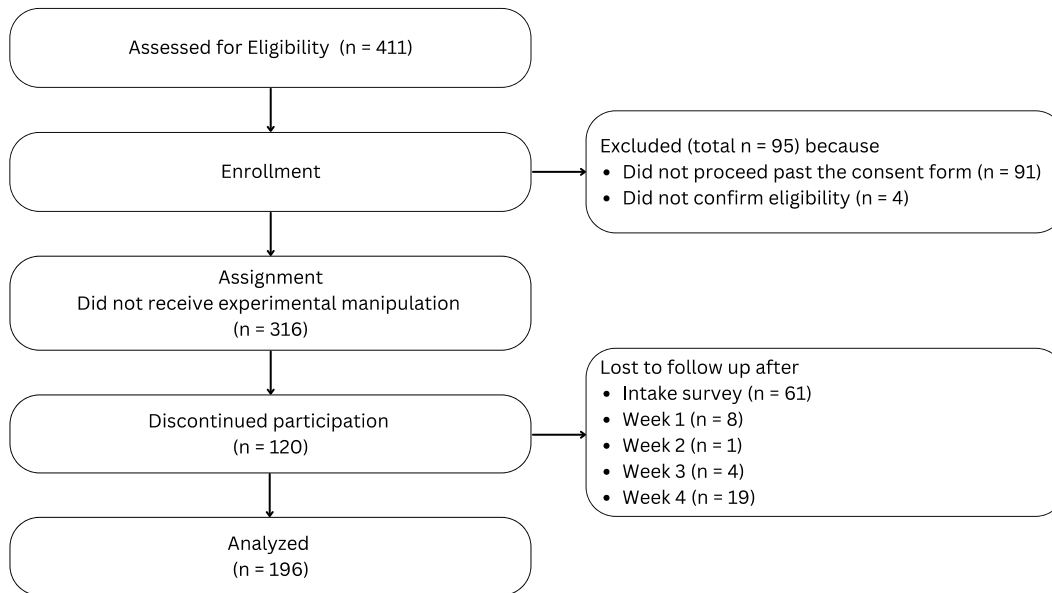 Assessed for Eligibility (n = 411)
Enrollment
Excluded (total n = 95) because
• Did not proceed past the consent form (n = 91)
• Did not confirm eligibility (n = 4)
Assignment
Did not receive experimental manipulation
(n = 316)
Discontinued participation
(n = 120)
Lost to follow up after
• Intake survey (n = 61)
• Week 1 (n = 8)
• Week 2 (n = 1)
• Week 3 (n = 4)
• Week 4 (n = 19)
Analyzed
(n = 196)